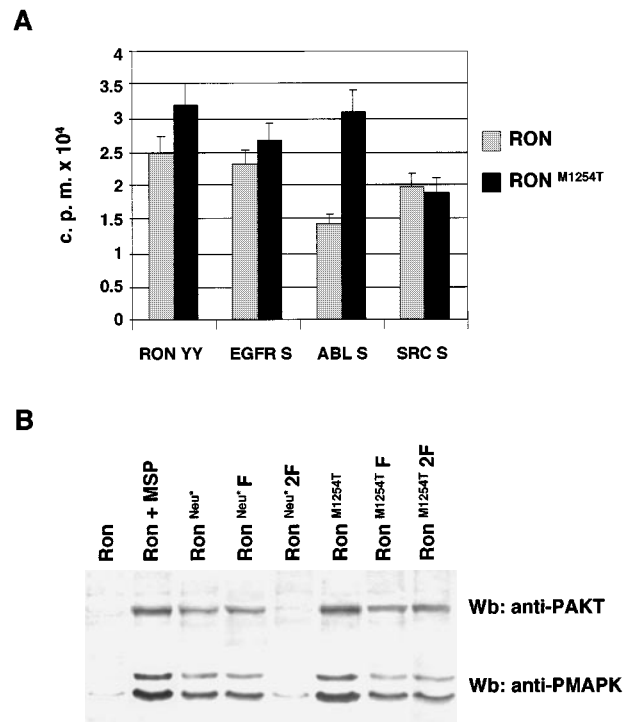 A
c. p. m. x 10⁴
4
3.5
3
2.5
2
1.5
1
0.5
0
RON YY
EGFR S
ABL S
SRC S
RON
RON M1254T
B
Ron
Ron + MSP
Ron Neu*
Ron Neu* F
Ron Neu* 2F
Ron M1254T
Ron M1254T F
Ron M1254T 2F
Wb: anti-PAKT
Wb: anti-PMAPK